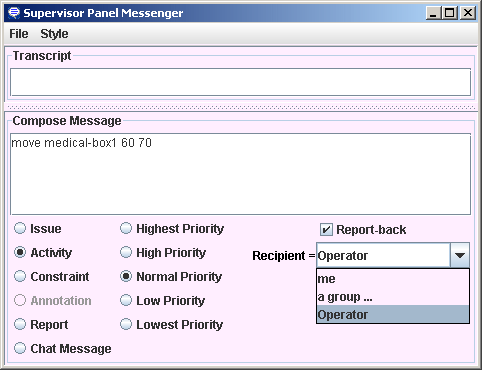 Supervisor Panel Messenger
File Style
Transcript
Compose Message
move medical-box1 60 70
Issue Highest Priority Report-back
Activity High Priority Recipient = Operator
Constraint Normal Priority me
Annotation Low Priority a group ...
Report Lowest Priority Operator
Chat Message